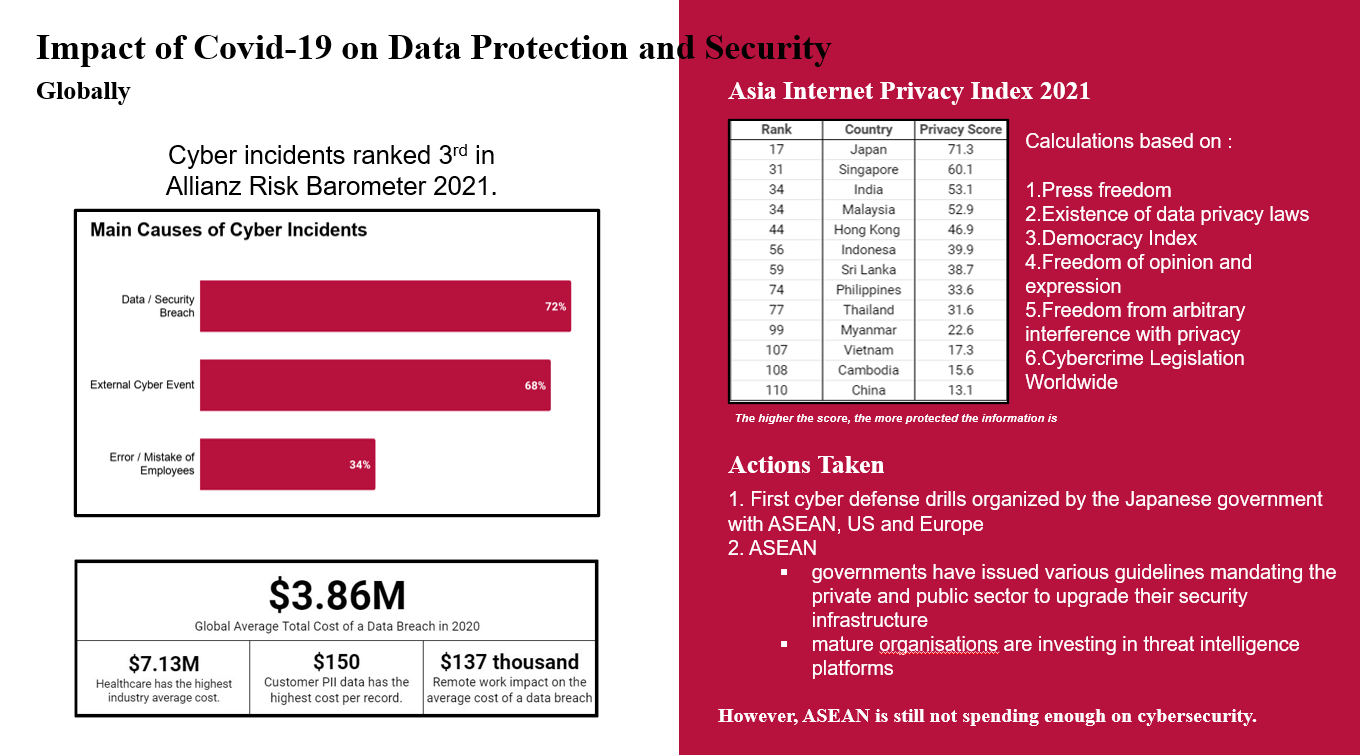 Impact of Covid-19 on Data Protection and Security
Globally
Cyber incidents ranked 3rd in
Allianz Risk Barometer 2021.
Main Causes of Cyber Incidents
Data / Security
Breach
72%
External Cyber Event
68%
Error / Mistake of
Employees
34%
$3.86M
Global Average Total Cost of a Data Breach in 2020
$7.13M
Healthcare has the highest
industry average cost.
$150
Customer PII data has the
highest cost per record.
$137 thousand
Remote work impact on the
average cost of a data breach
Asia Internet Privacy Index 2021
Rank Country Privacy Score
17 Japan 71.3
31 Singapore 60.1
34 India 53.1
34 Malaysia 52.9
44 Hong Kong 46.9
56 Indonesa 39.9
59 Sri Lanka 38.7
74 Philippines 33.6
77 Thailand 31.6
99 Myanmar 22.6
107 Vietnam 17.3
108 Cambodia 15.6
110 China 13.1
The higher the score, the more protected the information is
Calculations based on :
1.Press freedom
2.Existence of data privacy laws
3.Democracy Index
4.Freedom of opinion and
expression
5.Freedom from arbitrary
interference with privacy
6.Cybercrime Legislation
Worldwide
Actions Taken
1. First cyber defense drills organized by the Japanese government
with ASEAN, US and Europe
2. ASEAN
▪ governments have issued various guidelines mandating the
private and public sector to upgrade their security
infrastructure
▪ mature organisations are investing in threat intelligence
platforms
However, ASEAN is still not spending enough on cybersecurity.